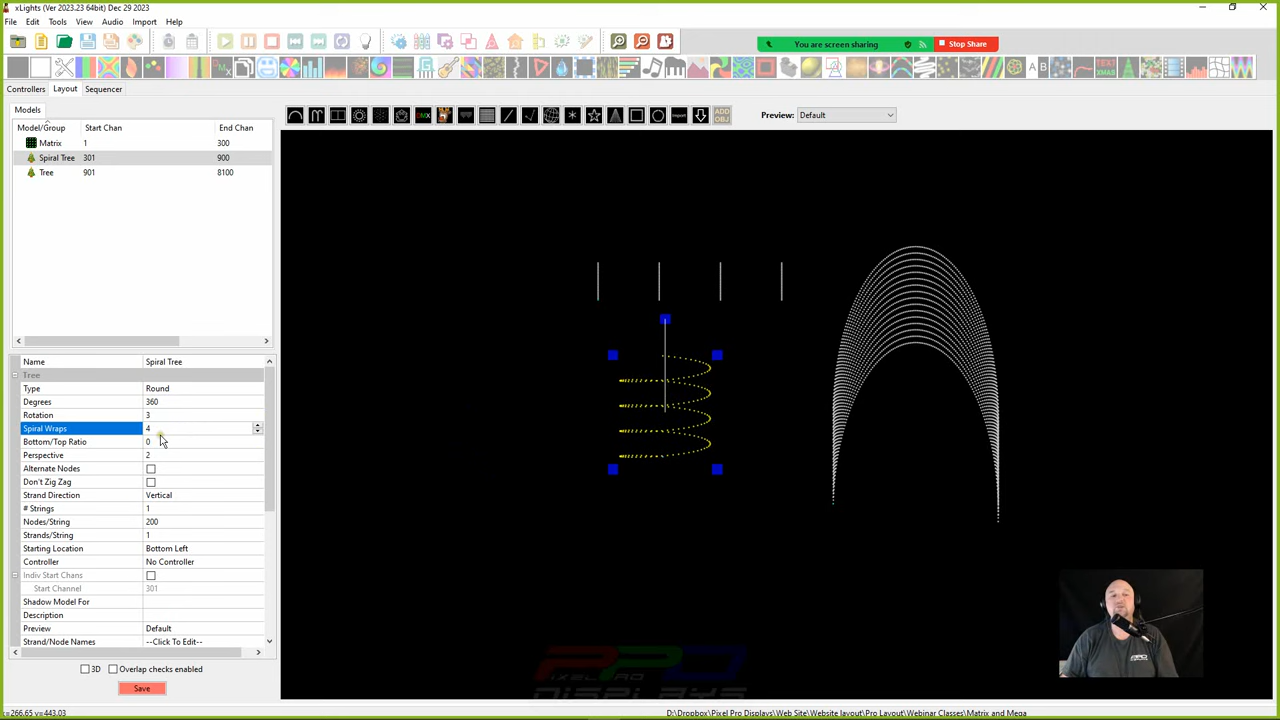 xLights (Ver 2023.23 64bit) Dec 29 2023
File Edit Tools View Audio Import Help
You are screen sharing Stop Share
Controllers Layout Sequencer
Models
Preview: Default
Model/Group Start Chan End Chan
Matrix 1 300
Spiral Tree 301 900
Tree 901 8100
Name Spiral Tree
Tree
Type Round
Degrees 360
Rotation 3
Spiral Wraps 4
Bottom/Top Ratio 0
Perspective 2
Alternate Nodes
Don't Zig Zag
Strand Direction Vertical
# Strings 1
Nodes/String 200
Strands/String 1
Starting Location Bottom Left
Controller No Controller
Indiv Start Chans
Start Channel 301
Shadow Model For
Description
Preview Default
Strand/Node Names --Click To Edit--
3D Overlap checks enabled
Save
PPD
DISPLAYS
x=266.65 y=443.03 D:\Dropbox\Pixel Pro Displays\Web Site\Website layout\Pro Layout\Webinar Classes\Matrix and Mega